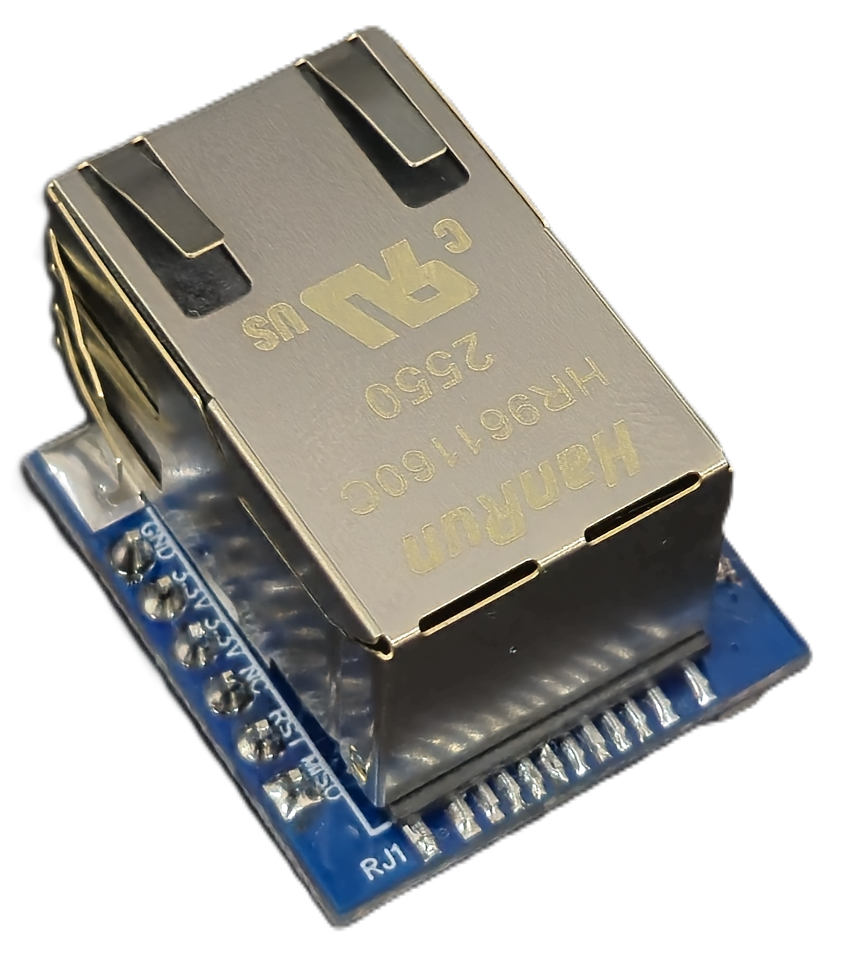 HanRun
HR961160C
2550
C
US
GND
3.3V
3.3V
NC
RST
MISO
RJ1